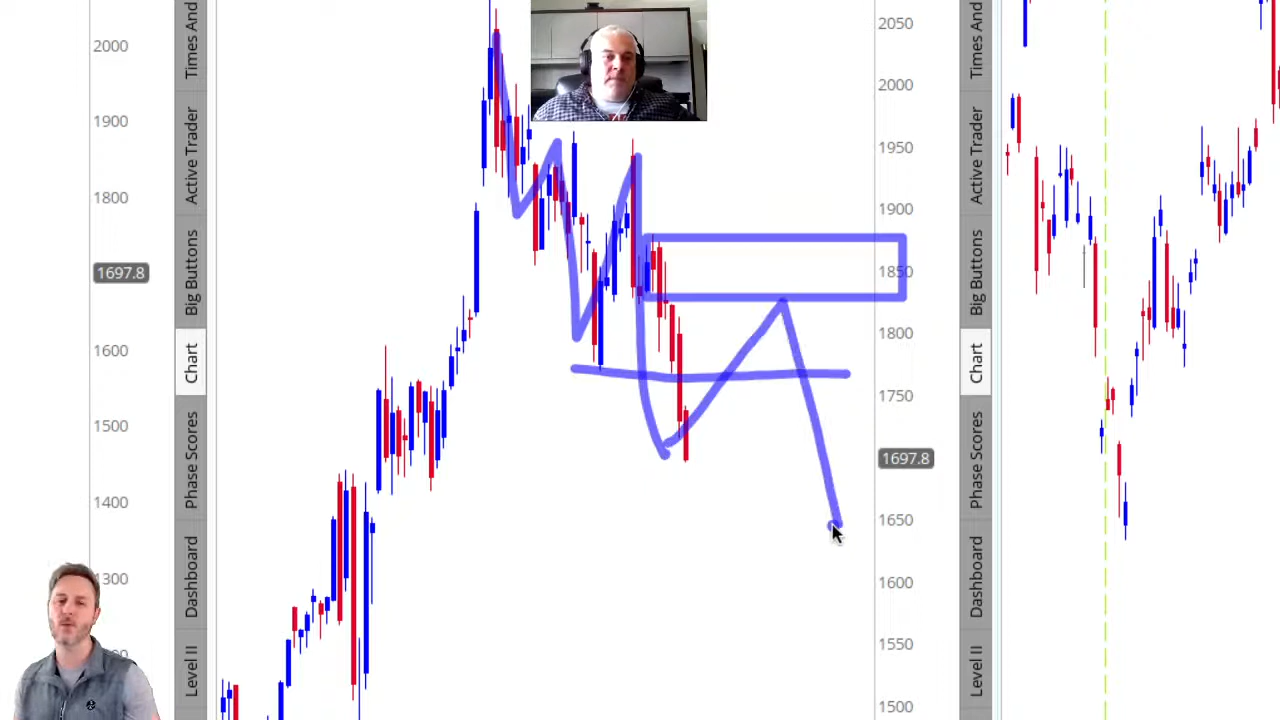 2000
1900
1800
1697.8
1600
1500
1400
1300
Times And
Active Trader
Big Buttons
Chart
Phase Scores
Dashboard
Level II
2050
2000
1950
1900
1850
1800
1750
1697.8
1650
1600
1550
1500
Times And
Active Trader
Big Buttons
Chart
Phase Scores
Dashboard
Level II